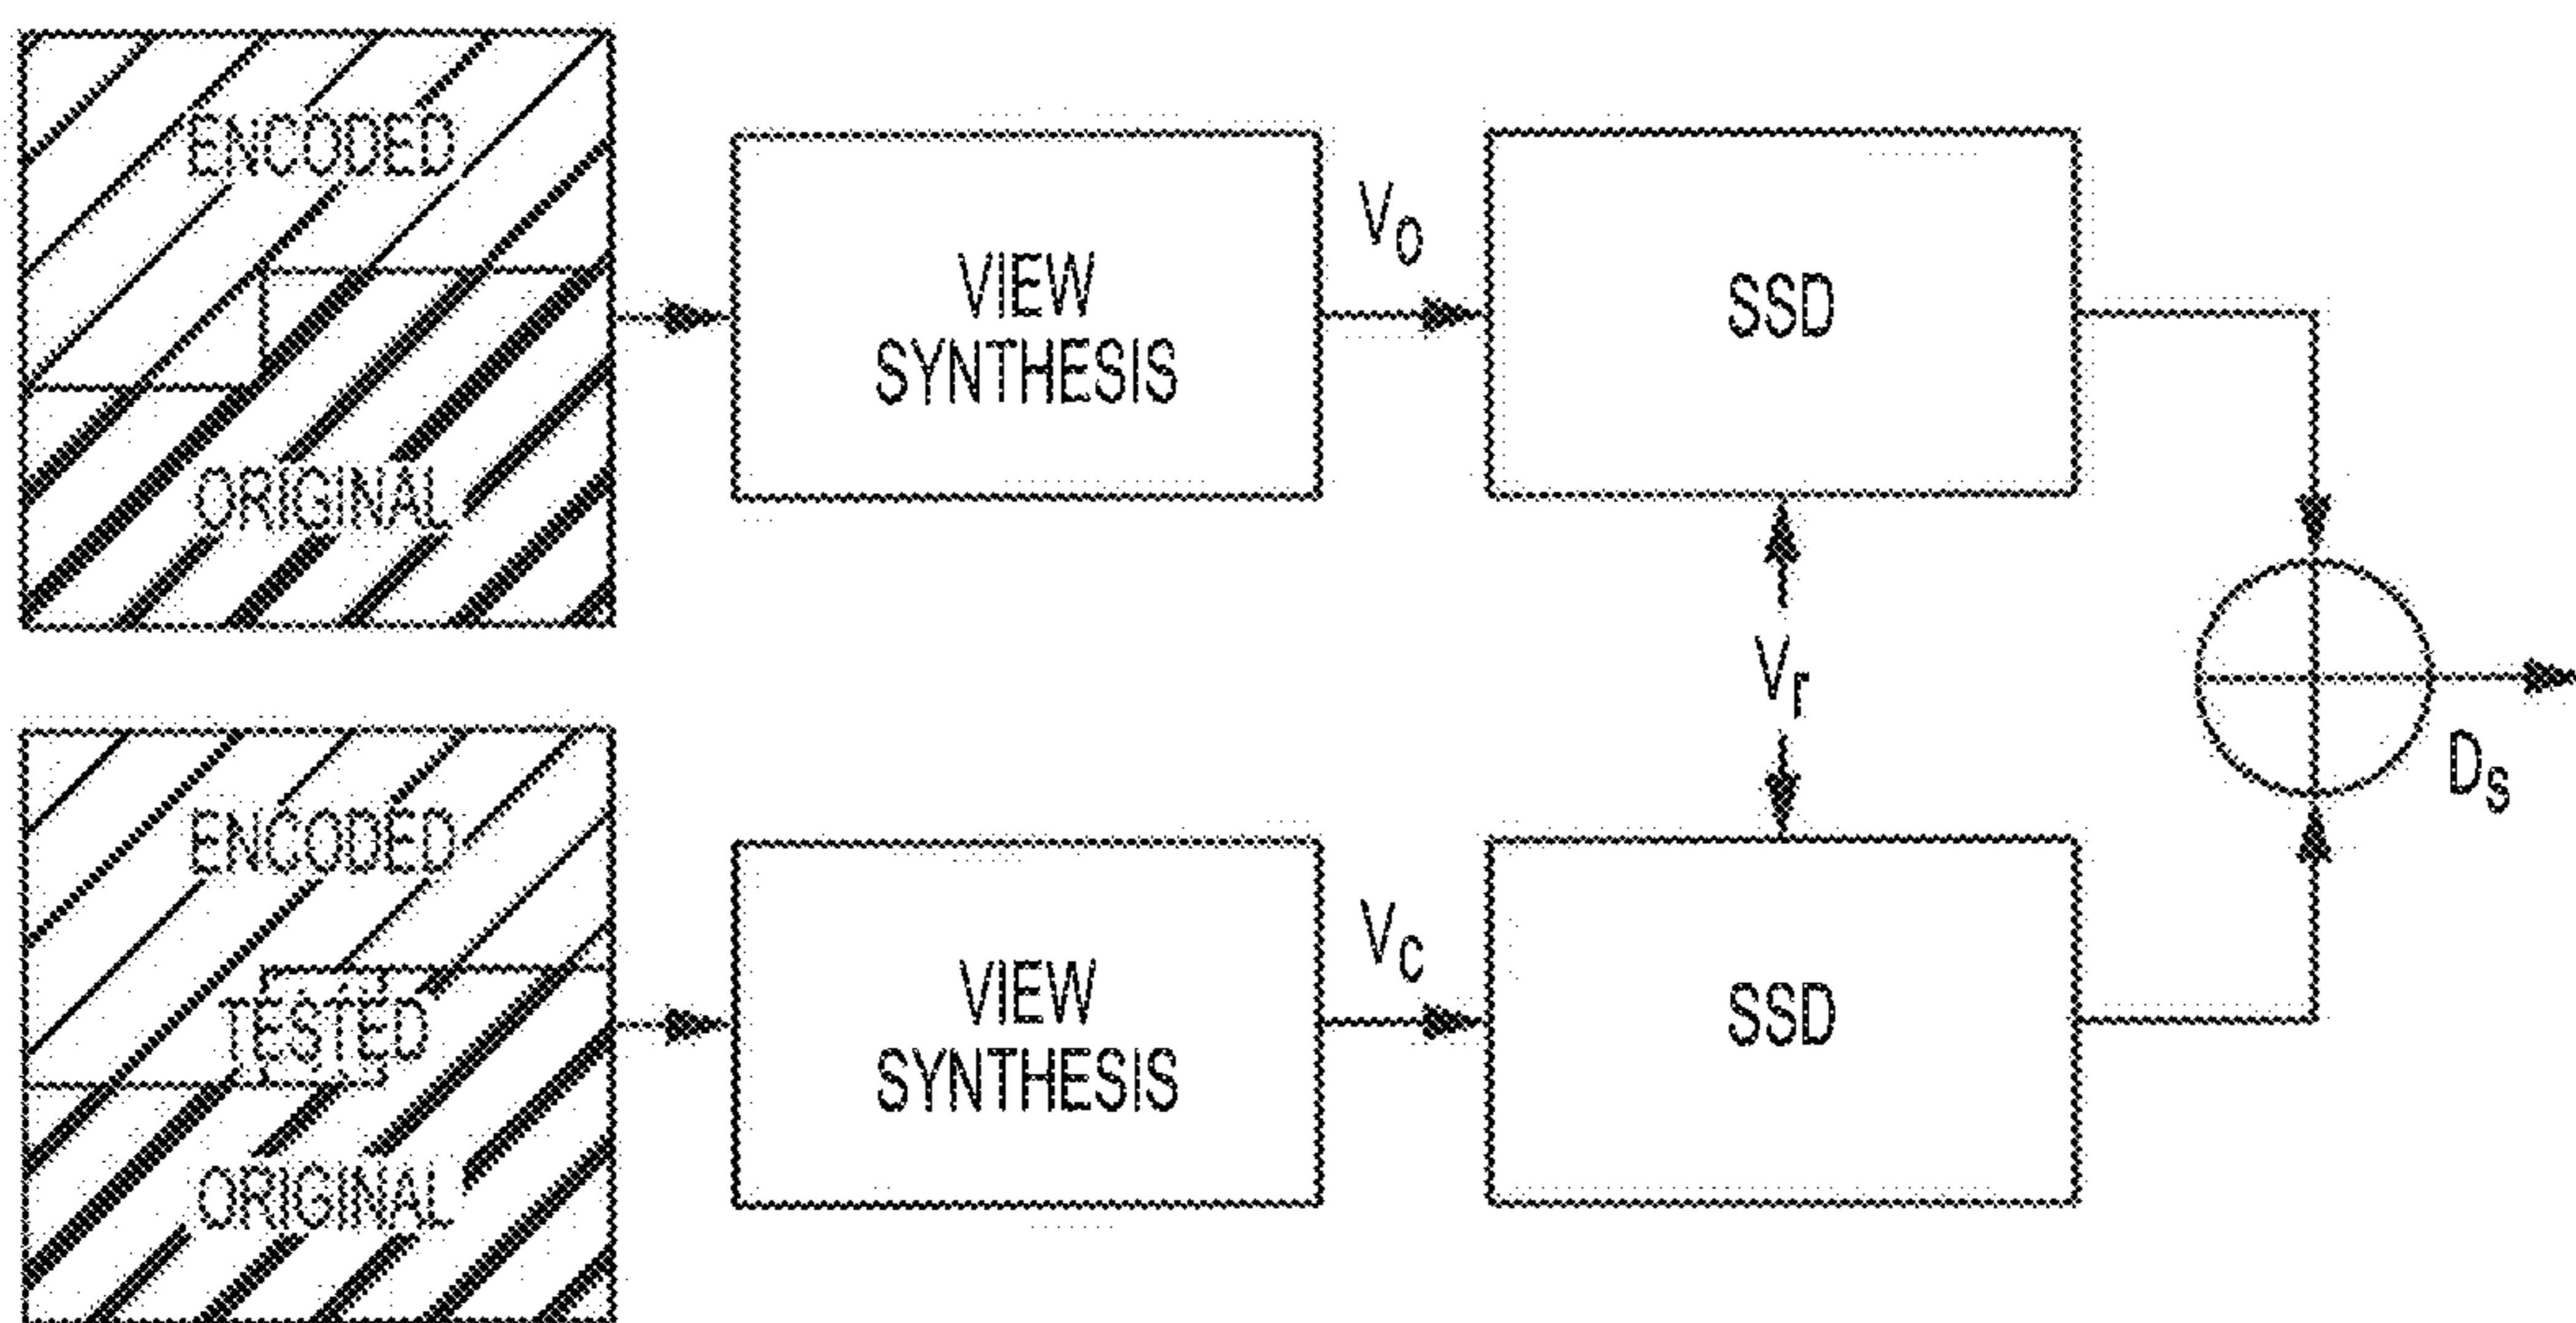 ENCODED
ORIGINAL
VIEW
SYNTHESIS
Vo
SSD
Vr
Ds
ENCODED
TESTED
ORIGINAL
VIEW
SYNTHESIS
Vc
SSD